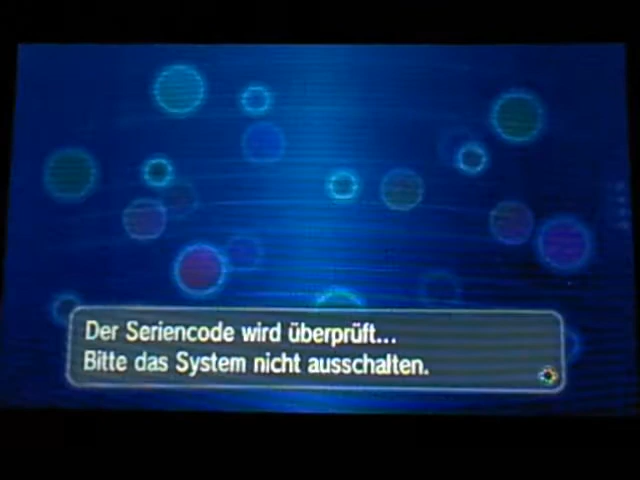 Der Seriencode wird überprüft...
Bitte das System nicht ausschalten.